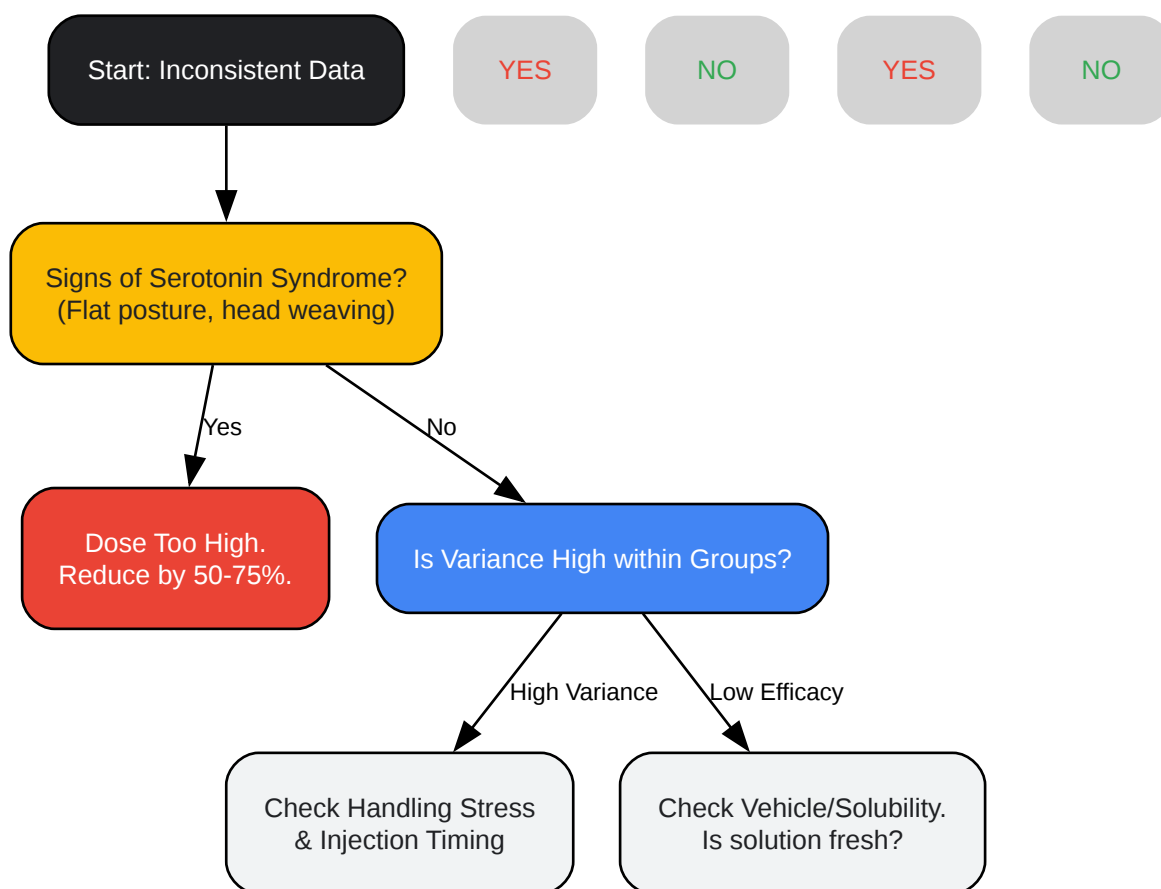 Start: Inconsistent Data
YES
NO
YES
NO
Signs of Serotonin Syndrome?
(Flat posture, head weaving)
Yes
No
Dose Too High.
Reduce by 50-75%.
Is Variance High within Groups?
High Variance
Low Efficacy
Check Handling Stress
& Injection Timing
Check Vehicle/Solubility.
Is solution fresh?